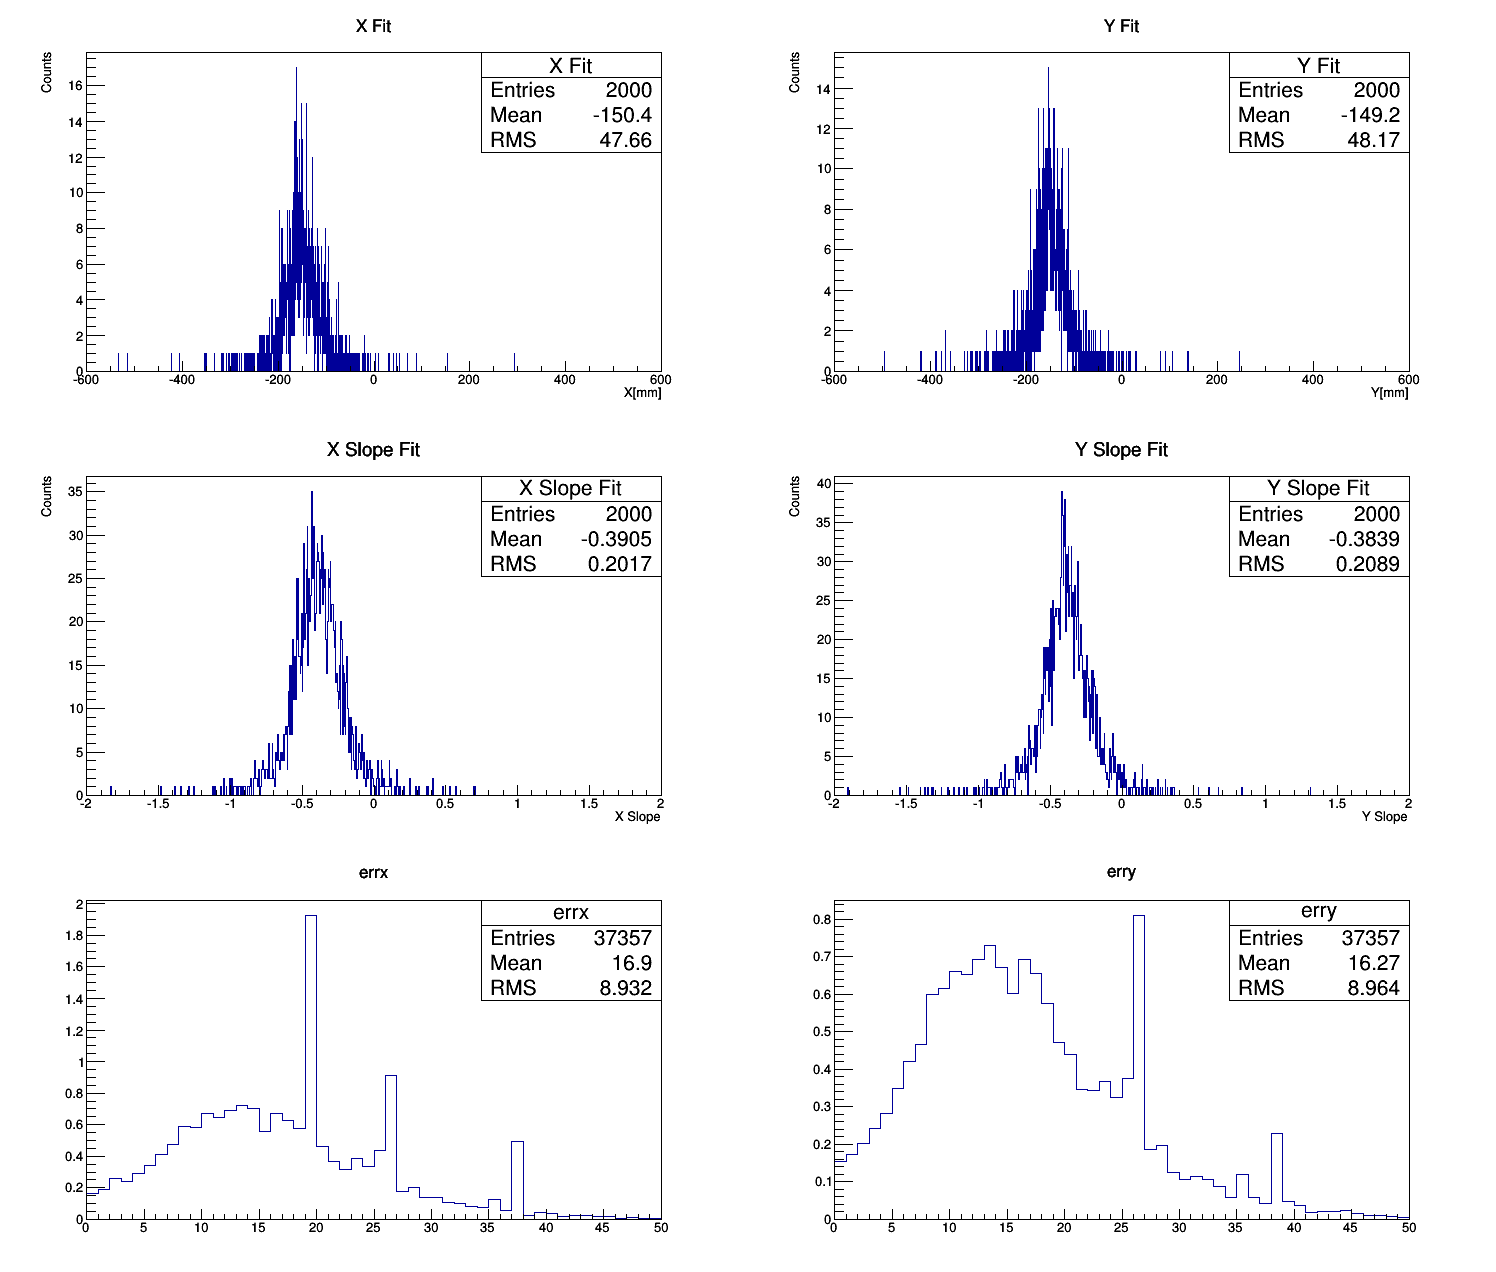 X Fit
Counts
X Fit
Entries 2000
Mean -150.4
RMS 47.66
16
14
12
10
8
6
4
2
0
-600 -400 -200 0 200 400 600
X[mm]
Y Fit
Counts
Y Fit
Entries 2000
Mean -149.2
RMS 48.17
14
12
10
8
6
4
2
0
-600 -400 -200 0 200 400 600
Y[mm]
X Slope Fit
Counts
X Slope Fit
Entries 2000
Mean -0.3905
RMS 0.2017
35
30
25
20
15
10
5
0
-2 -1.5 -1 -0.5 0 0.5 1 1.5 2
X Slope
Y Slope Fit
Counts
Y Slope Fit
Entries 2000
Mean -0.3839
RMS 0.2089
40
35
30
25
20
15
10
5
0
-2 -1.5 -1 -0.5 0 0.5 1 1.5 2
Y Slope
errx
errx
Entries 37357
Mean 16.9
RMS 8.932
2
1.8
1.6
1.4
1.2
1
0.8
0.6
0.4
0.2
0
0 5 10 15 20 25 30 35 40 45 50
erry
erry
Entries 37357
Mean 16.27
RMS 8.964
0.8
0.7
0.6
0.5
0.4
0.3
0.2
0.1
0
0 5 10 15 20 25 30 35 40 45 50